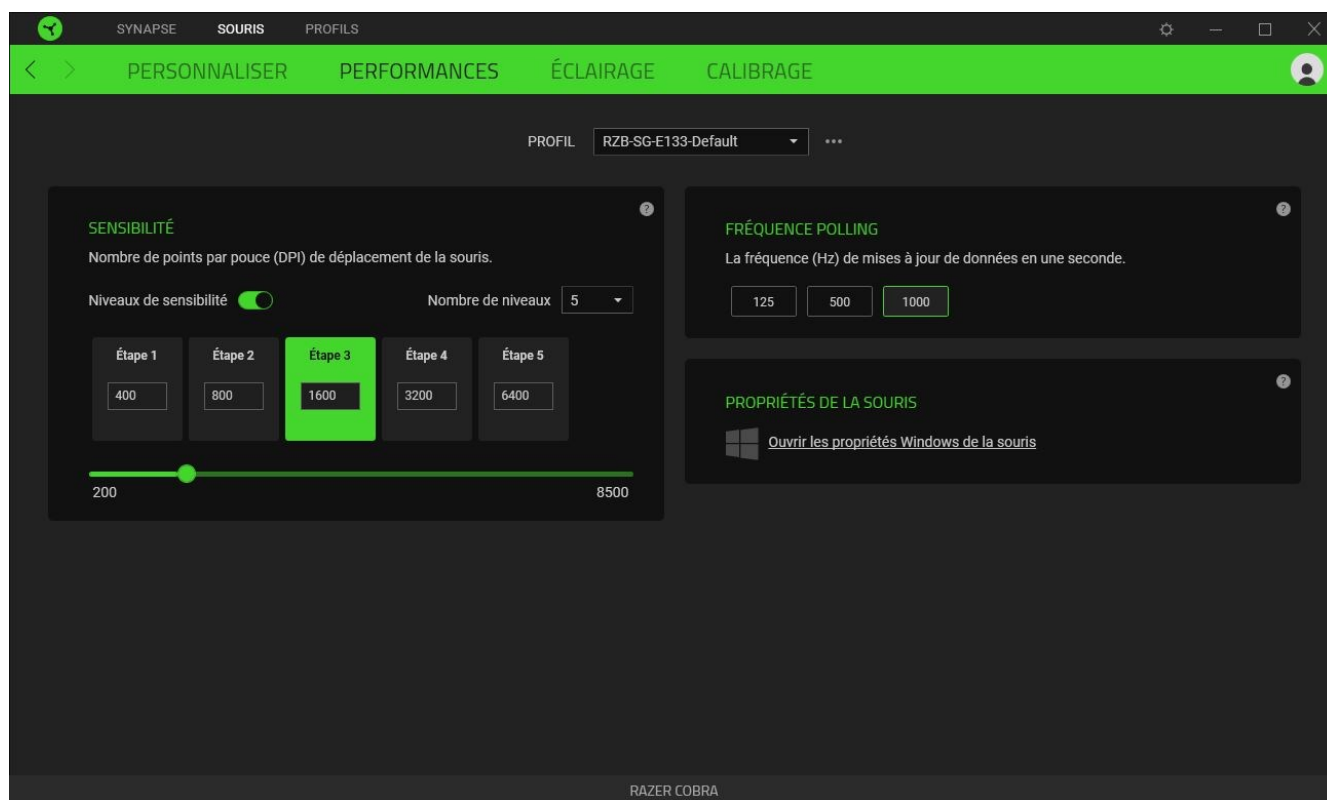 SYNAPSE SOURIS PROFILS
PERSONNALISER PERFORMANCES ÉCLAIRAGE CALIBRAGE
PROFIL RZB-SG-E133-Default
SENSIBILITÉ
Nombre de points par pouce (DPI) de déplacement de la souris.
Niveaux de sensibilité Nombre de niveaux 5
Étape 1 Étape 2 Étape 3 Étape 4 Étape 5
400 800 1600 3200 6400
200 8500
FRÉQUENCE POLLING
La fréquence (Hz) de mises à jour de données en une seconde.
125 500 1000
PROPRIÉTÉS DE LA SOURIS
Ouvrir les propriétés Windows de la souris
RAZER COBRA